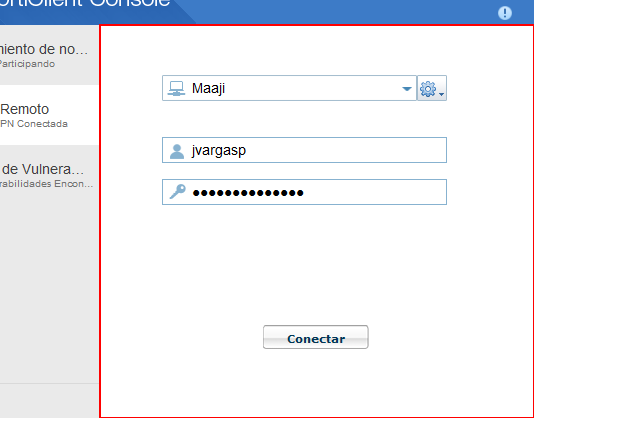 ortiClient Console
miento de no...
Participando
Remoto
PN Conectada
de Vulnera...
rabilidades Encon...
Maaji
jvargasp
●●●●●●●●●●●●●●
Conectar